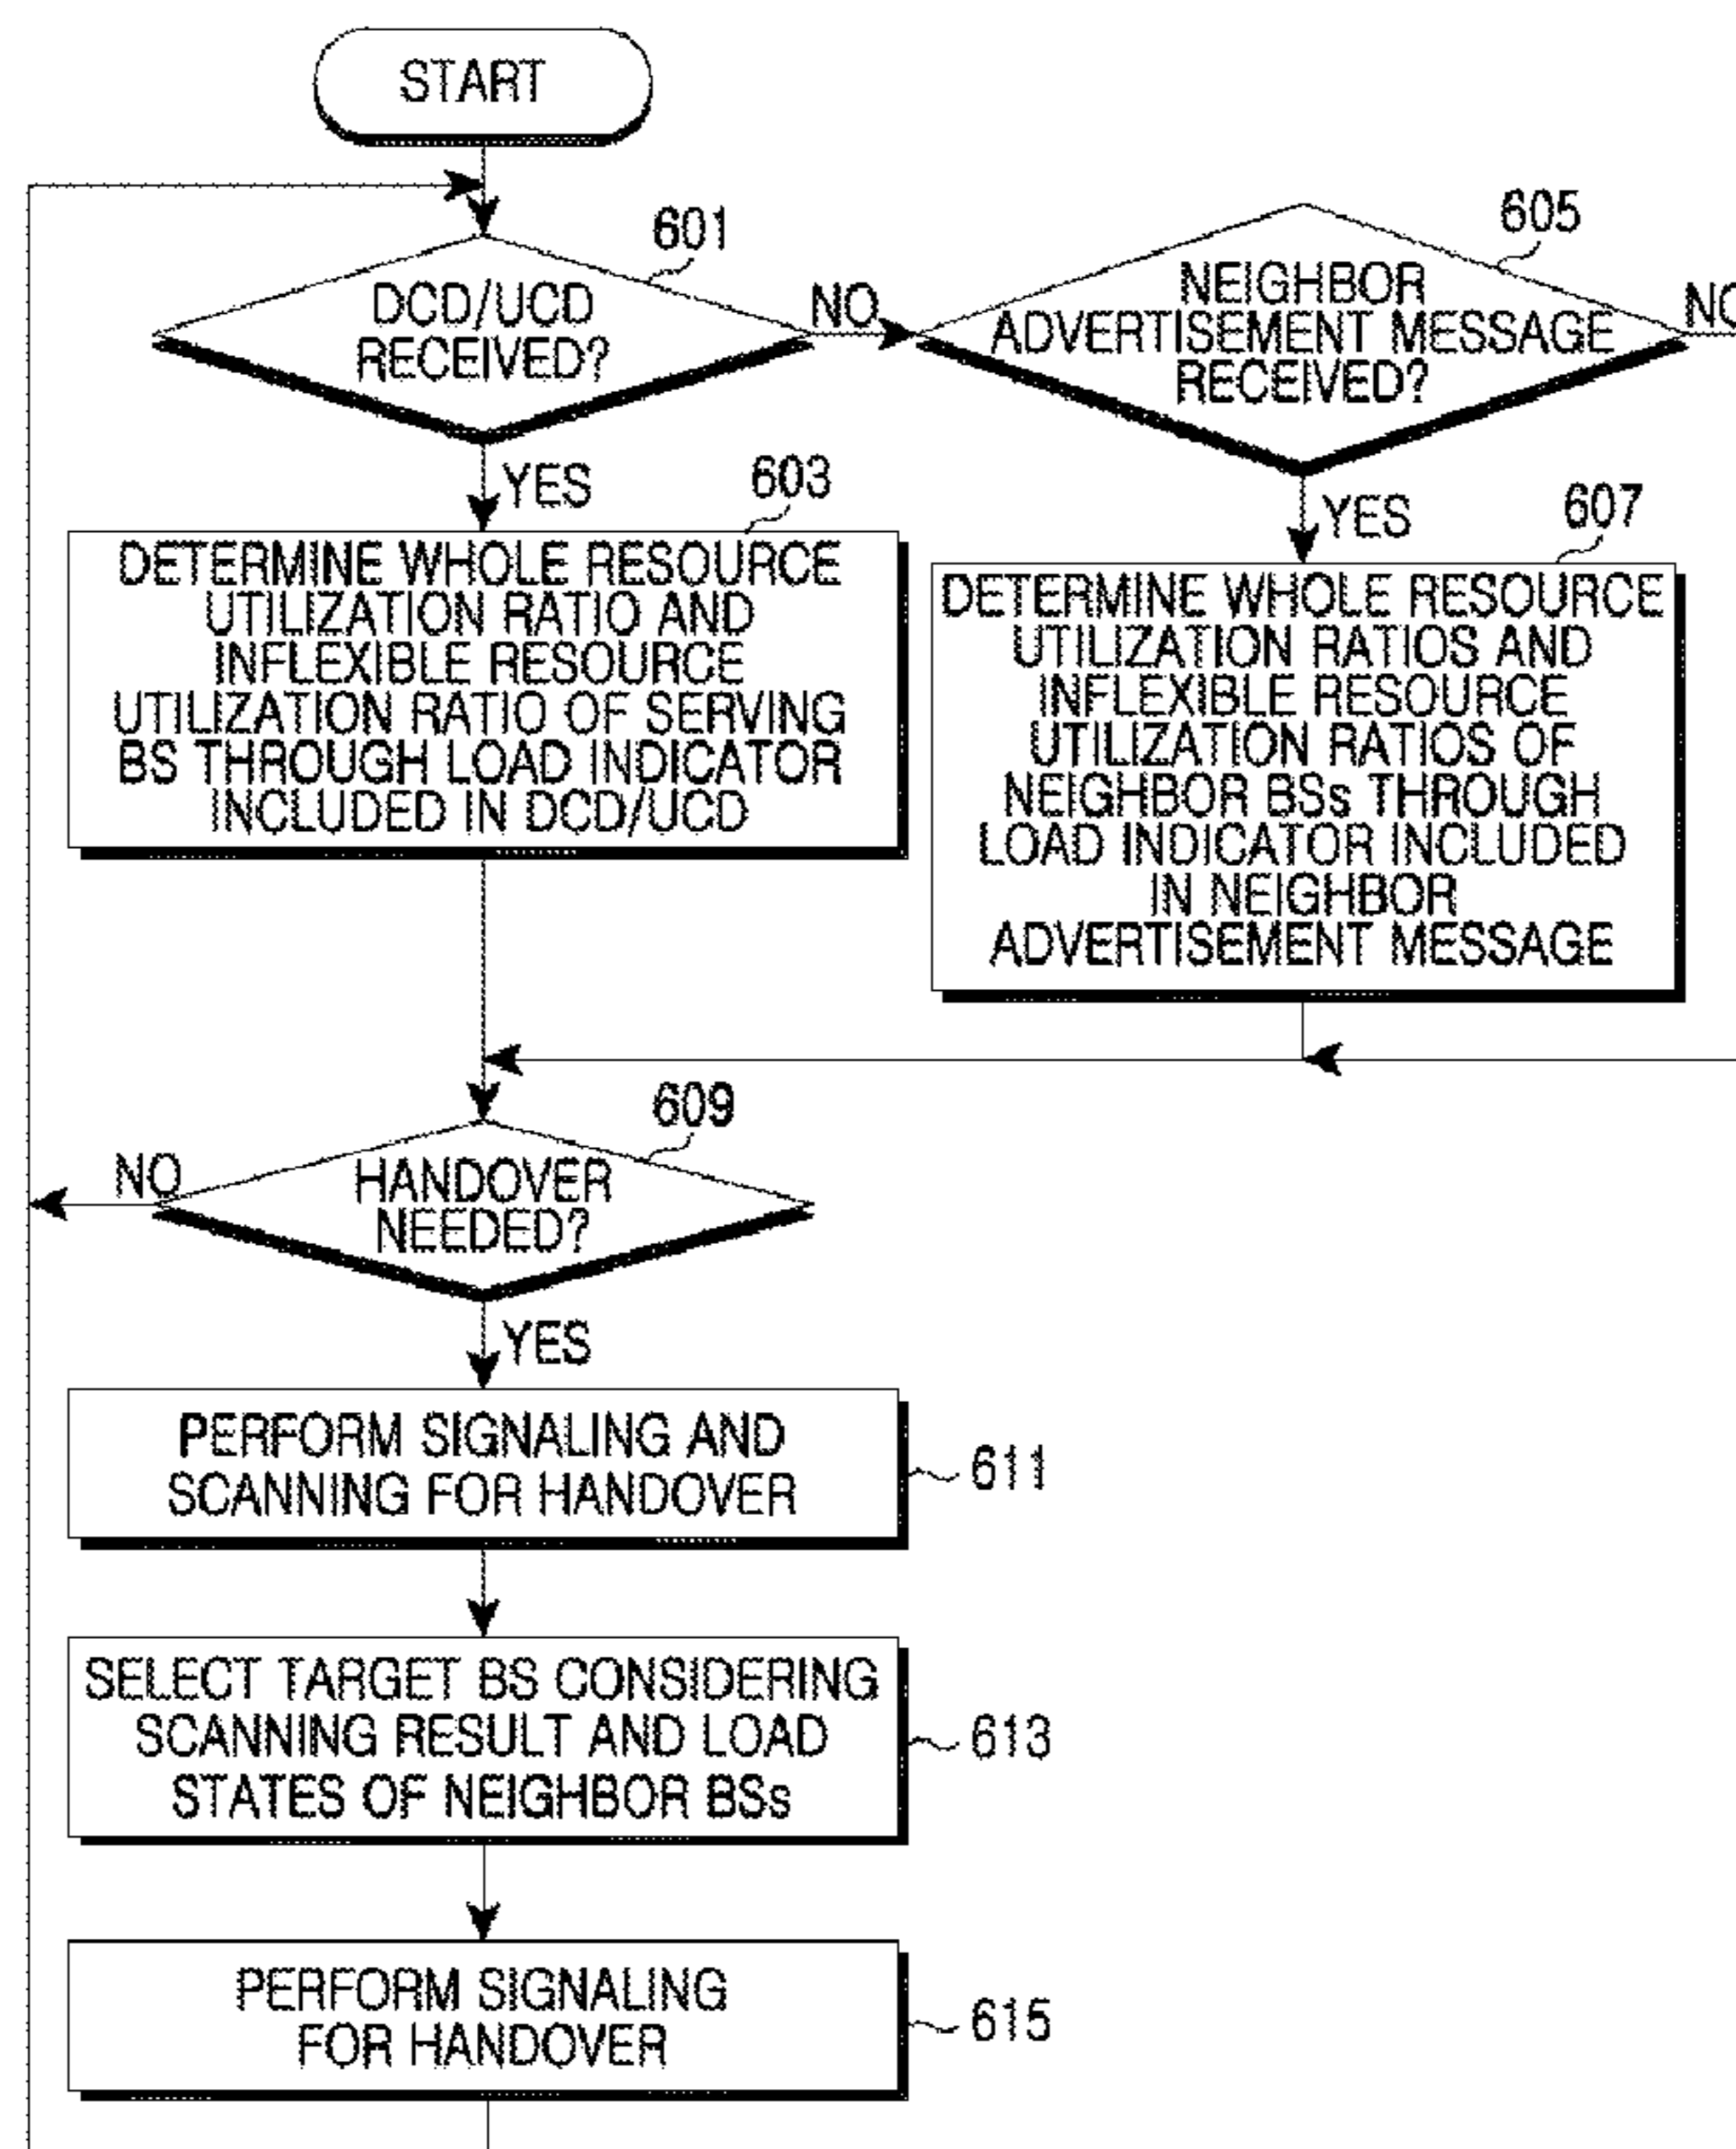 START
601
DCD/UCD
RECEIVED?
NO
605
NEIGHBOR
ADVERTISEMENT MESSAGE
RECEIVED?
NO
YES
603
DETERMINE WHOLE RESOURCE
UTILIZATION RATIO AND
INFLEXIBLE RESOURCE
UTILIZATION RATIO OF SERVING
BS THROUGH LOAD INDICATOR
INCLUDED IN DCD/UCD
YES
607
DETERMINE WHOLE RESOURCE
UTILIZATION RATIOS AND
INFLEXIBLE RESOURCE
UTILIZATION RATIOS OF
NEIGHBOR BSs THROUGH
LOAD INDICATOR INCLUDED
IN NEIGHBOR
ADVERTISEMENT MESSAGE
609
NO
HANDOVER
NEEDED?
YES
PERFORM SIGNALING AND
SCANNING FOR HANDOVER
611
SELECT TARGET BS CONSIDERING
SCANNING RESULT AND LOAD
STATES OF NEIGHBOR BSs
613
PERFORM SIGNALING
FOR HANDOVER
615